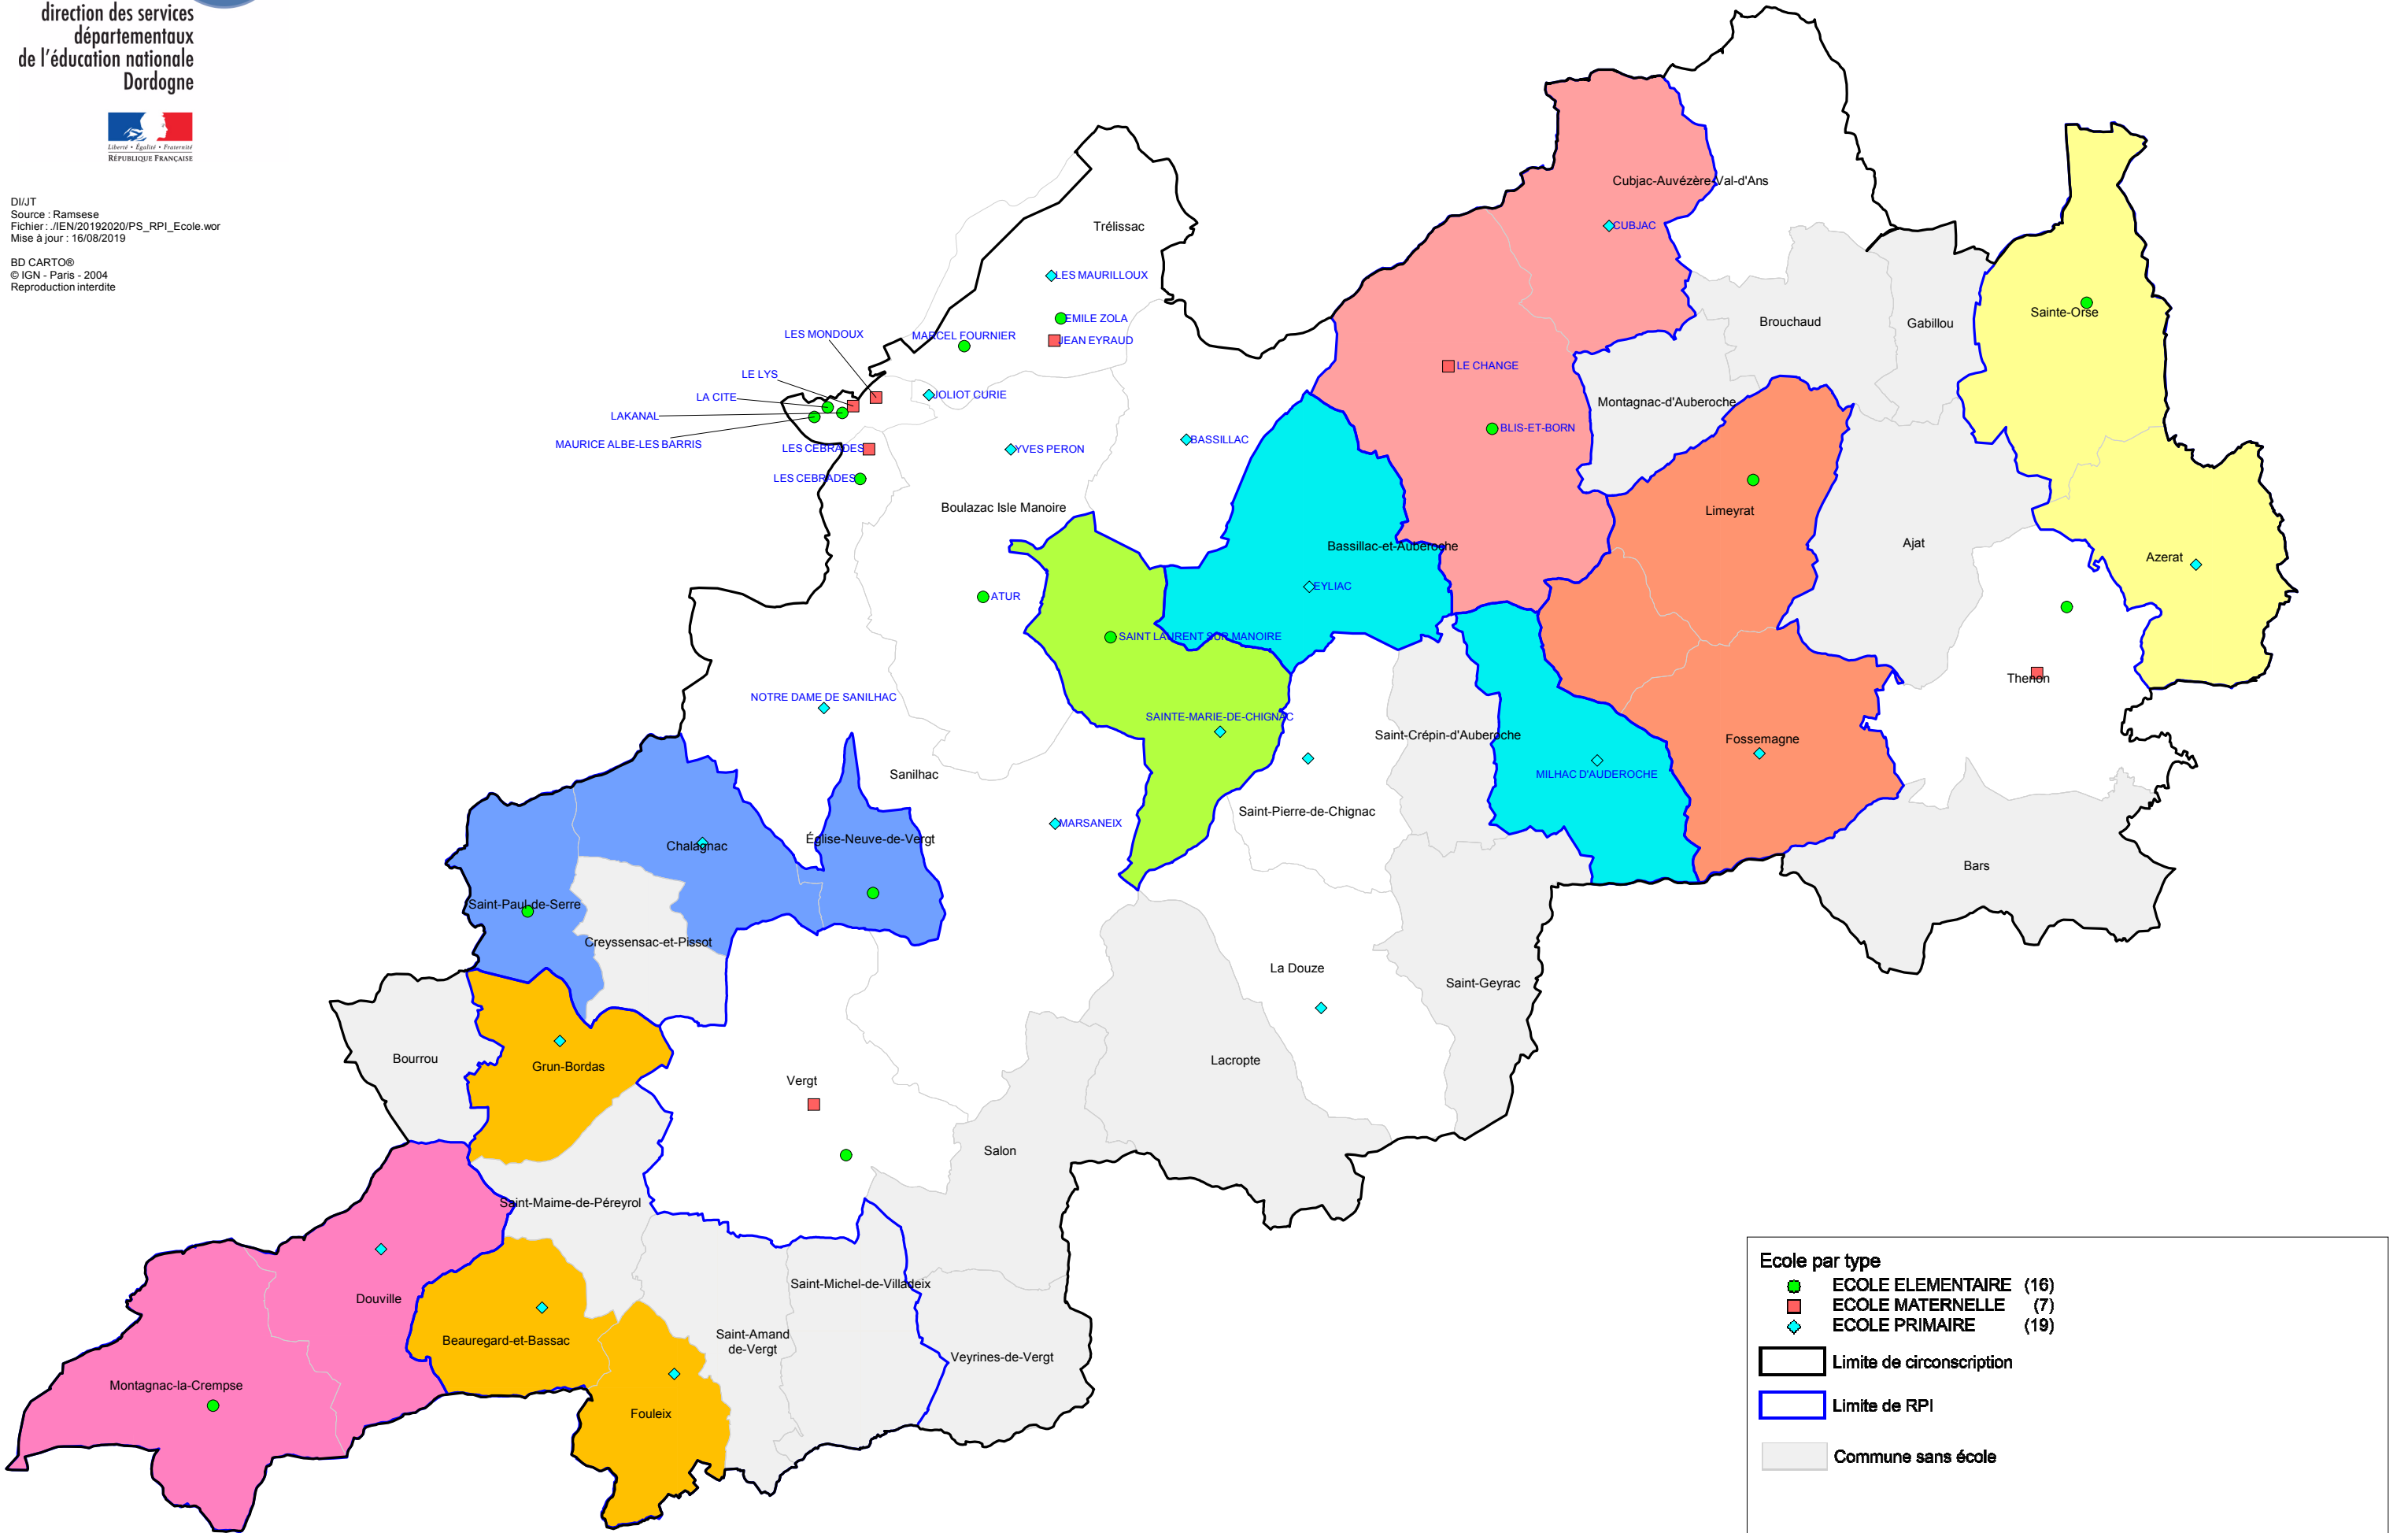 direction des services
départementaux
de l'éducation nationale
Dordogne
Liberté • Égalité • Fraternité
RÉPUBLIQUE FRANÇAISE
DI/JT
Source : Ramsese
Fichier : ./IEN/20192020/PS_RPI_Ecole.wor
Mise à jour : 16/08/2019
BD CARTO®
© IGN - Paris - 2004
Reproduction interdite
Cubjac-Auvézère-Val-d'Ans
CUBJAC
Trélissac
LES MAURILLOUX
EMILE ZOLA
MARCEL FOURNIER
JEAN EYRAUD
LES MONDOUX
LE LYS
LA CITE
LAKANAL
MAURICE ALBE-LES BARRIS
JOLIOT CURIE
LES CEBRADES
LES CEBRADES
YVES PERON
BASSILLAC
Boulazac Isle Manoire
LE CHANGE
BLIS-ET-BORN
Brouchaud
Gabillou
Sainte-Orse
Montagnac-d'Auberoche
Limeyrat
Ajat
Azerat
Bassillac-et-Auberoche
EYLIAC
ATUR
SAINT LAURENT SUR MANOIRE
Thenon
NOTRE DAME DE SANILHAC
SAINTE-MARIE-DE-CHIGNAC
Saint-Crépin-d'Auberoche
Fossemagne
MILHAC D'AUDEROCHE
Sanilhac
Saint-Pierre-de-Chignac
MARSANEIX
Église-Neuve-de-Vergt
Chalagnac
Bars
Saint-Paul-de-Serre
Creyssensac-et-Pissot
La Douze
Saint-Geyrac
Bourrou
Grun-Bordas
Lacropte
Vergt
Salon
Saint-Maime-de-Péreyrol
Saint-Michel-de-Villadeix
Douville
Beauregard-et-Bassac
Saint-Amand
de-Vergt
Veyrines-de-Vergt
Montagnac-la-Crempse
Fouleix
Ecole par type
ECOLE ELEMENTAIRE (16)
ECOLE MATERNELLE (7)
ECOLE PRIMAIRE (19)
Limite de circonscription
Limite de RPI
Commune sans école